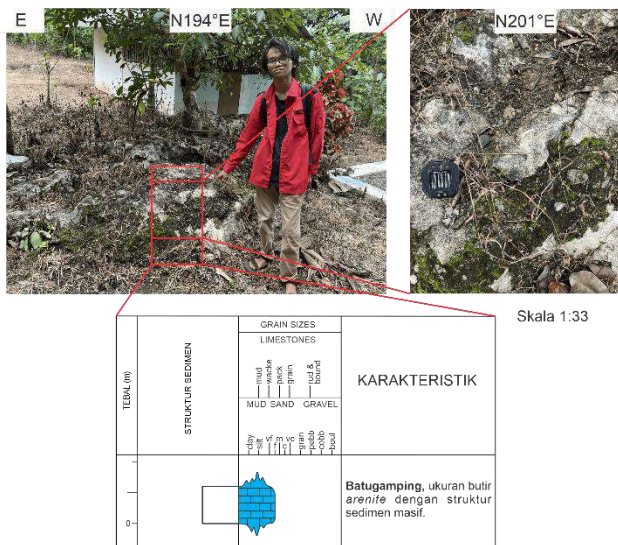 E
N194°E
W
N201°E
Skala 1:33
TEBAL (m)
STRUKTUR SEDIMEN
GRAIN SIZES
LIMESTONES
mud
wacke
pack
grain
rud &
bound
MUD SAND GRAVEL
clay
silt
vf
f
m
c
vc
gran
pebb
cobb
boul
KARAKTERISTIK
0
Batugamping, ukuran butir
arenite dengan struktur
sedimen masif.